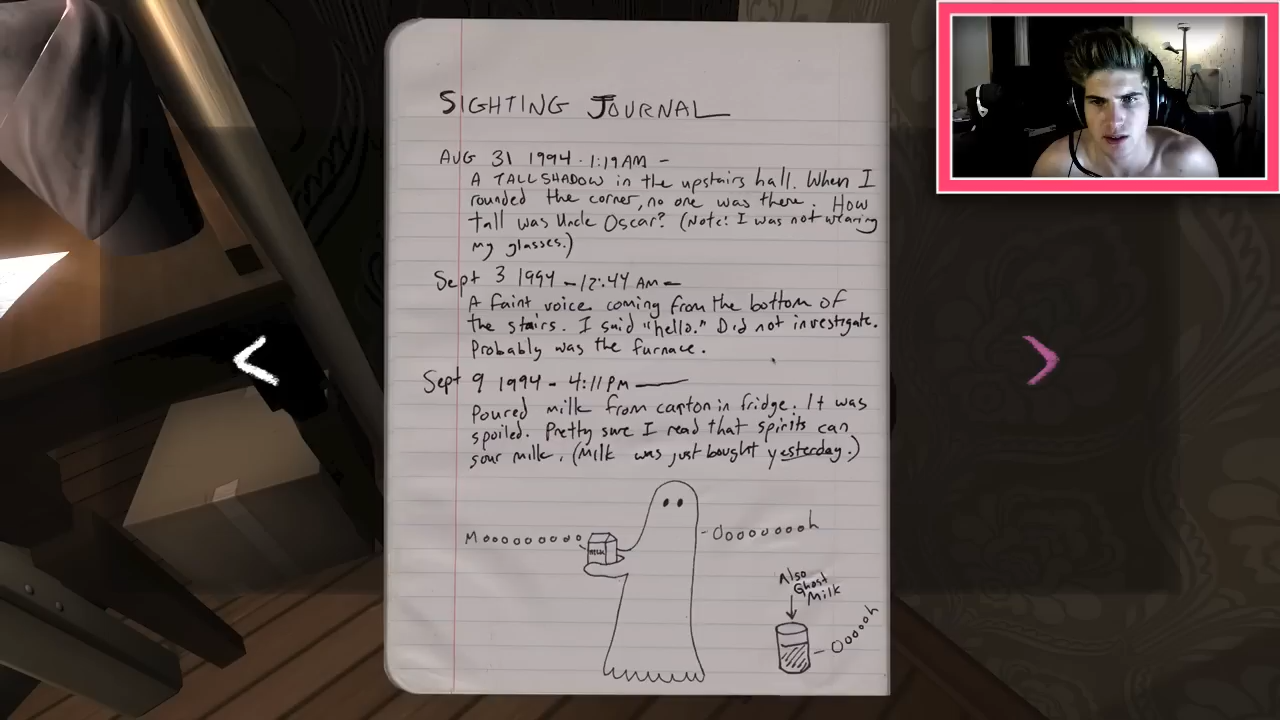 SIGHTING JOURNAL
AUG 31 1994 - 1:19 AM -
A TALL SHADOW in the upstairs hall. When I
rounded the corner, no one was there. How
tall was Uncle Oscar? (Note: I was not wearing
my glasses.)
Sept 3 1994 - 12:44 AM -
A faint voice coming from the bottom of
the stairs. I said "hello." Did not investigate.
Probably was the furnace.
Sept 9 1994 - 4:11 PM -
Poured milk from carton in fridge. It was
spoiled. Pretty sure I read that spirits can
sour milk. (Milk was just bought yesterday.)
Mooooooooo
MILK
- Ooooooooh
Also
Ghost
Milk
- Oooooh